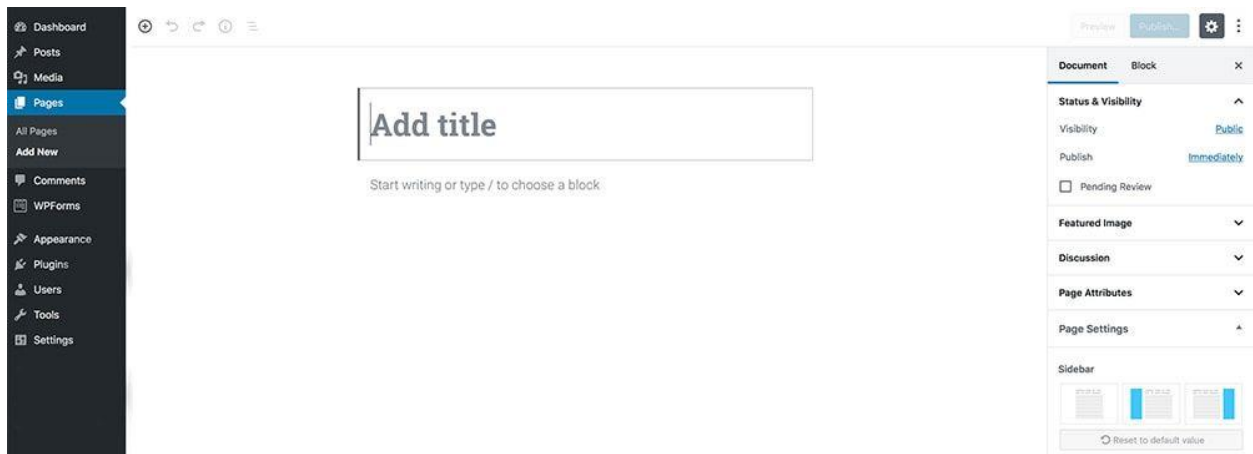 Dashboard
Posts
Media
Pages
All Pages
Add New
Comments
WPForms
Appearance
Plugins
Users
Tools
Settings
Preview
Publish...
Add title
Start writing or type / to choose a block
Document Block
Status & Visibility
Visibility Public
Publish Immediately
Pending Review
Featured Image
Discussion
Page Attributes
Page Settings
Sidebar
Reset to default value